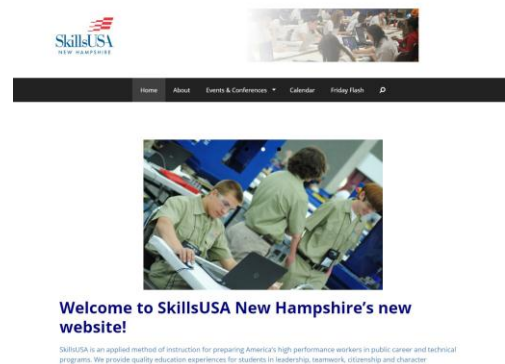 SkillsUSA
NEW HAMPSHIRE
Home About Events & Conferences Calendar Friday Flash
Welcome to SkillsUSA New Hampshire's new
website!
SkillsUSA is an applied method of instruction for preparing America's high performance workers in public career and technical
programs. We provide quality education experiences for students in leadership, teamwork, citizenship and character